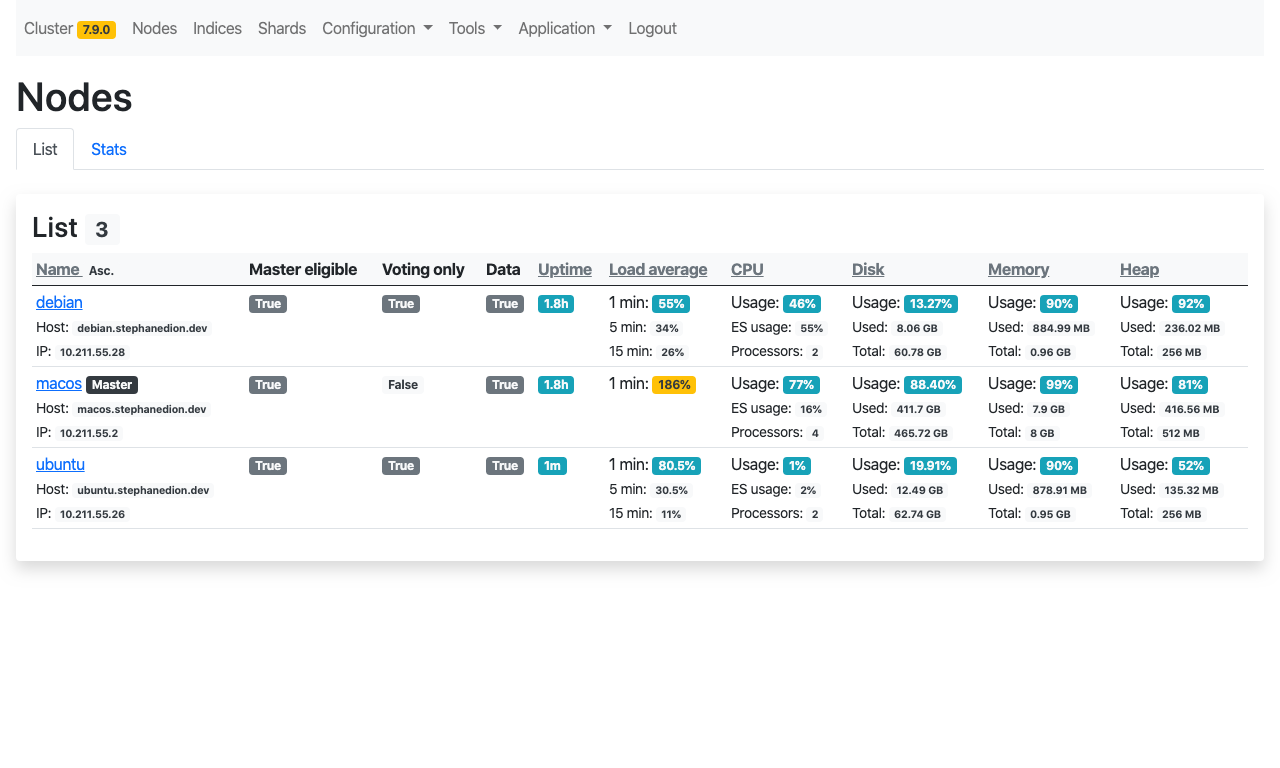 Cluster 7.9.0 Nodes Indices Shards Configuration Tools Application Logout
Nodes
List Stats
List 3
Name Asc. Master eligible Voting only Data Uptime Load average CPU Disk Memory Heap
debian True True True 1.8h 1 min: 55% Usage: 46% Usage: 13.27% Usage: 90% Usage: 92%
Host: debian.stephanedion.dev 5 min: 34% ES usage: 55% Used: 8.06 GB Used: 884.99 MB Used: 236.02 MB
IP: 10.211.55.28 15 min: 26% Processors: 2 Total: 60.78 GB Total: 0.96 GB Total: 256 MB
macos Master True False True 1.8h 1 min: 186% Usage: 77% Usage: 88.40% Usage: 99% Usage: 81%
Host: macos.stephanedion.dev ES usage: 16% Used: 411.7 GB Used: 7.9 GB Used: 416.56 MB
IP: 10.211.55.2 Processors: 4 Total: 465.72 GB Total: 8 GB Total: 512 MB
ubuntu True True True 1m 1 min: 80.5% Usage: 1% Usage: 19.91% Usage: 90% Usage: 52%
Host: ubuntu.stephanedion.dev 5 min: 30.5% ES usage: 2% Used: 12.49 GB Used: 878.91 MB Used: 135.32 MB
IP: 10.211.55.26 15 min: 11% Processors: 2 Total: 62.74 GB Total: 0.95 GB Total: 256 MB